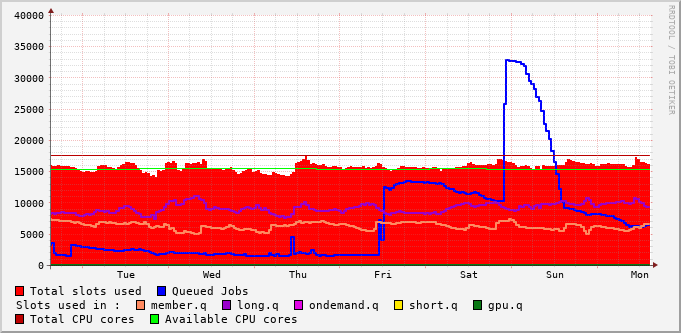 40000
35000
30000
25000
20000
15000
10000
5000
0
Tue Wed Thu Fri Sat Sun Mon
Total slots used Queued Jobs
Slots used in : member.q long.q ondemand.q short.q gpu.q
Total CPU cores Available CPU cores
RRDTOOL / TOBI OETIKER